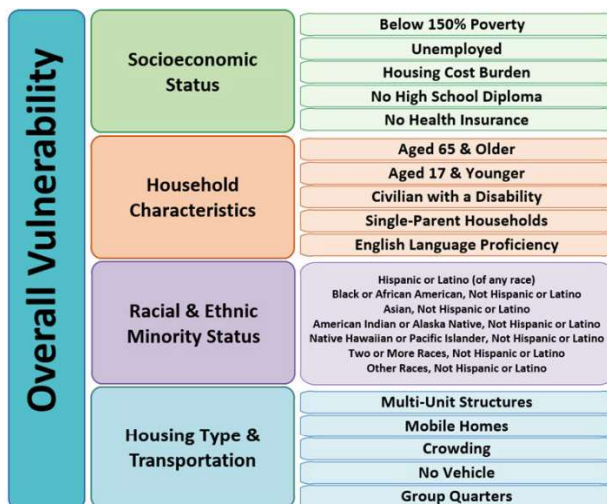 Overall Vulnerability
Socioeconomic
Status
Below 150% Poverty
Unemployed
Housing Cost Burden
No High School Diploma
No Health Insurance
Household
Characteristics
Aged 65 & Older
Aged 17 & Younger
Civilian with a Disability
Single-Parent Households
English Language Proficiency
Racial & Ethnic
Minority Status
Hispanic or Latino (of any race)
Black or African American, Not Hispanic or Latino
Asian, Not Hispanic or Latino
American Indian or Alaska Native, Not Hispanic or Latino
Native Hawaiian or Pacific Islander, Not Hispanic or Latino
Two or More Races, Not Hispanic or Latino
Other Races, Not Hispanic or Latino
Housing Type &
Transportation
Multi-Unit Structures
Mobile Homes
Crowding
No Vehicle
Group Quarters